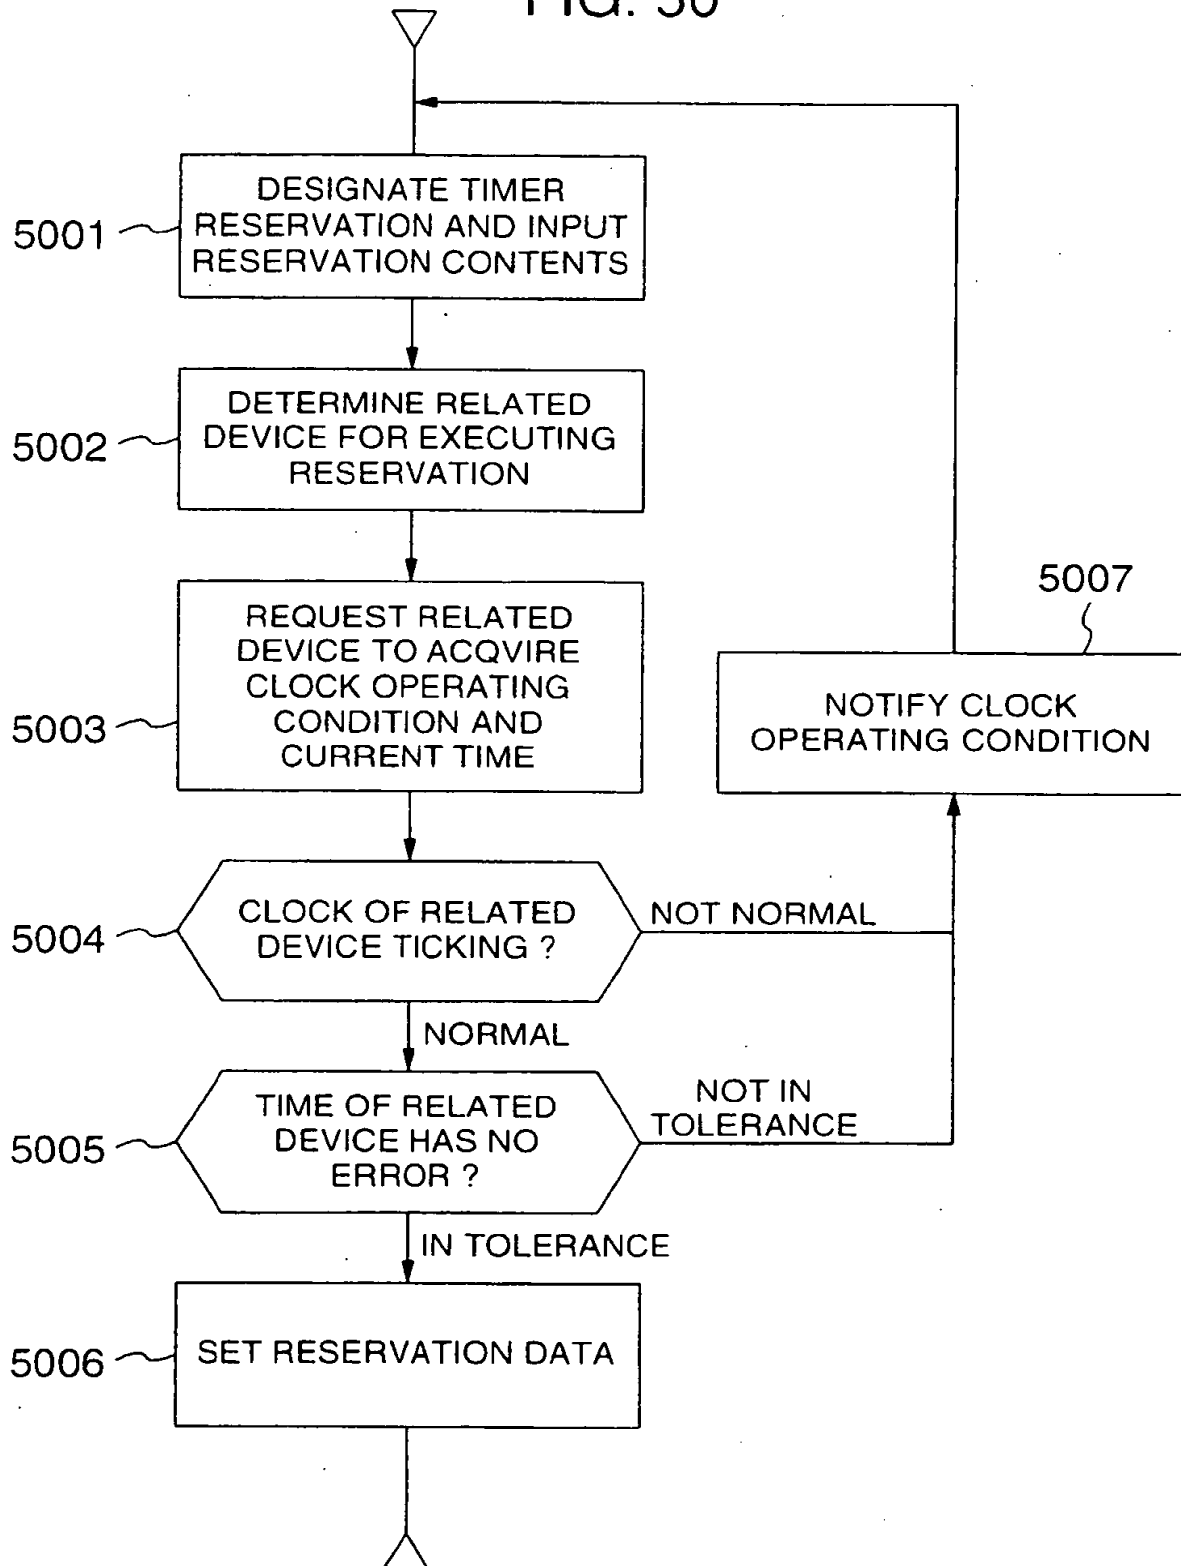 FIG. 50
DESIGNATE TIMER
RESERVATION AND INPUT
RESERVATION CONTENTS
5001
DETERMINE RELATED
DEVICE FOR EXECUTING
RESERVATION
5002
REQUEST RELATED
DEVICE TO ACQVIRE
CLOCK OPERATING
CONDITION AND
CURRENT TIME
5003
5007
NOTIFY CLOCK
OPERATING CONDITION
CLOCK OF RELATED
DEVICE TICKING ?
5004
NOT NORMAL
NORMAL
TIME OF RELATED
DEVICE HAS NO
ERROR ?
5005
NOT IN
TOLERANCE
IN TOLERANCE
SET RESERVATION DATA
5006